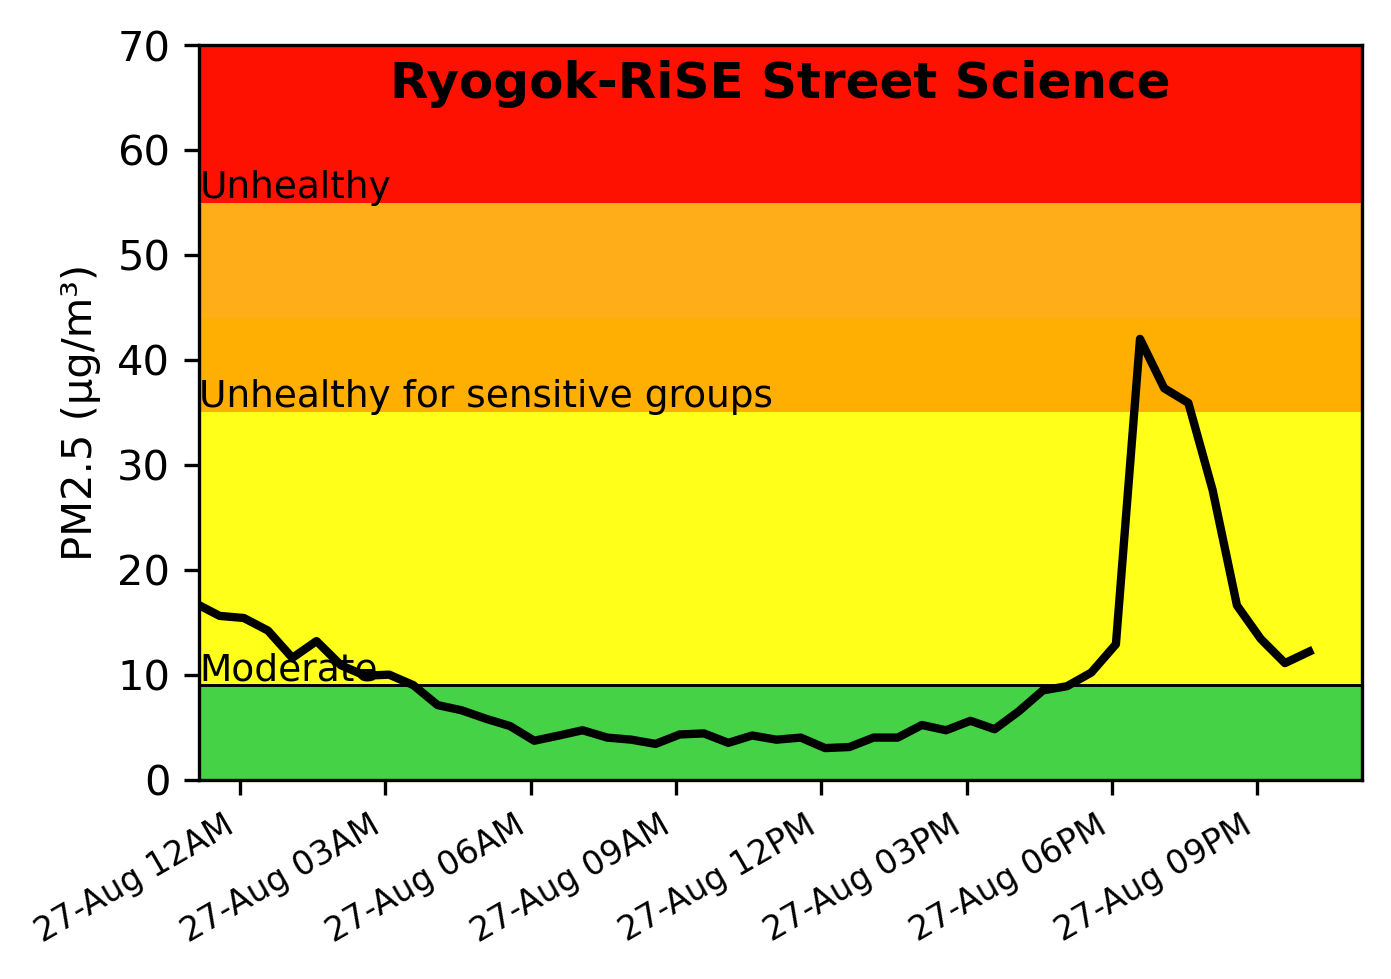 Ryogok-RiSE Street Science
70
60
50
40
30
20
10
0
PM2.5 (µg/m³)
Unhealthy
Unhealthy for sensitive groups
Moderate
27-Aug 12AM
27-Aug 03AM
27-Aug 06AM
27-Aug 09AM
27-Aug 12PM
27-Aug 03PM
27-Aug 06PM
27-Aug 09PM